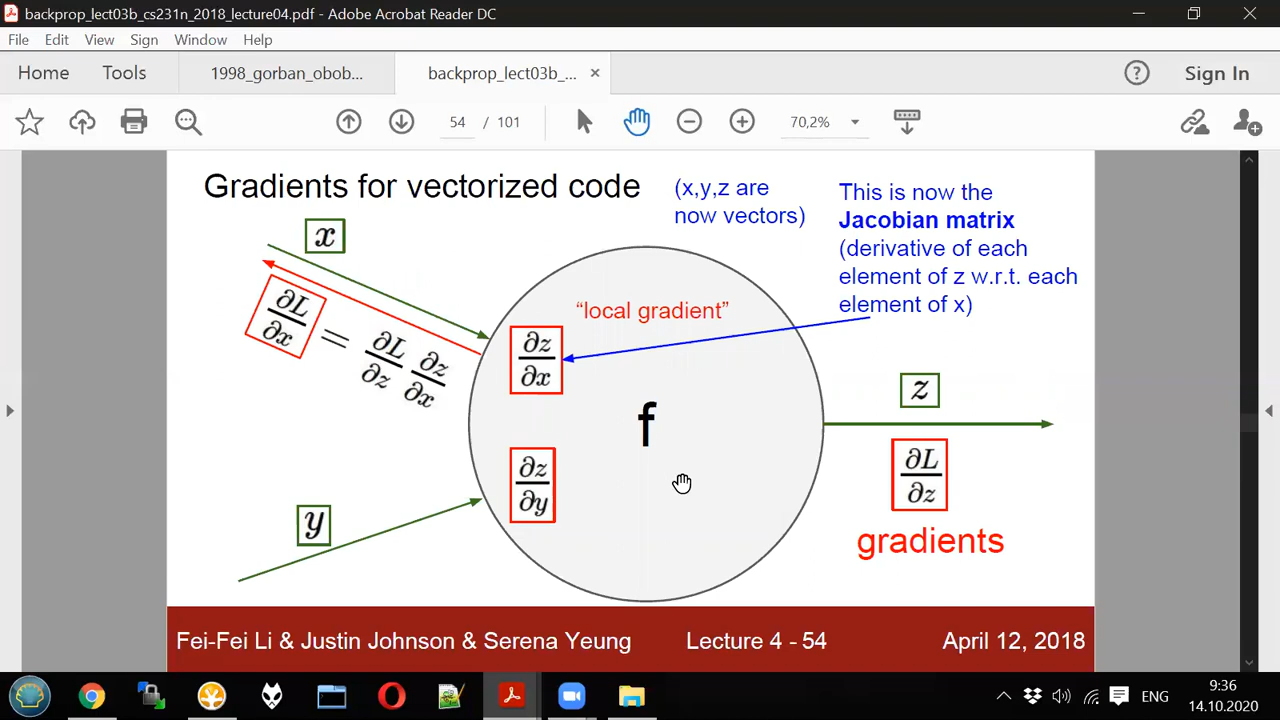 backprop_lect03b_cs231n_2018_lecture04.pdf - Adobe Acrobat Reader DC
File Edit View Sign Window Help
Home Tools 1998_gorban_obob... backprop_lect03b_... × ? Sign In
54 / 101 70,2%
Gradients for vectorized code
(x,y,z are
now vectors)
This is now the
Jacobian matrix
(derivative of each
element of z w.r.t. each
element of x)
x
∂L/∂x = ∂L/∂z ∂z/∂x
“local gradient”
∂z/∂x
f
z
∂L/∂z
gradients
∂z/∂y
y
Fei-Fei Li & Justin Johnson & Serena Yeung Lecture 4 - 54 April 12, 2018
ENG
9:36
14.10.2020